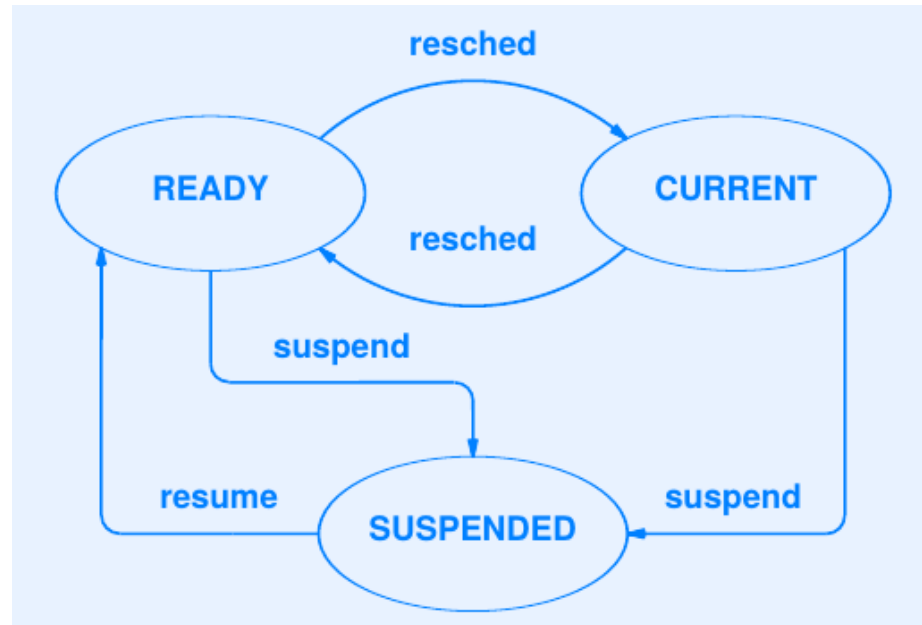 resched
READY
CURRENT
resched
suspend
resume
suspend
SUSPENDED